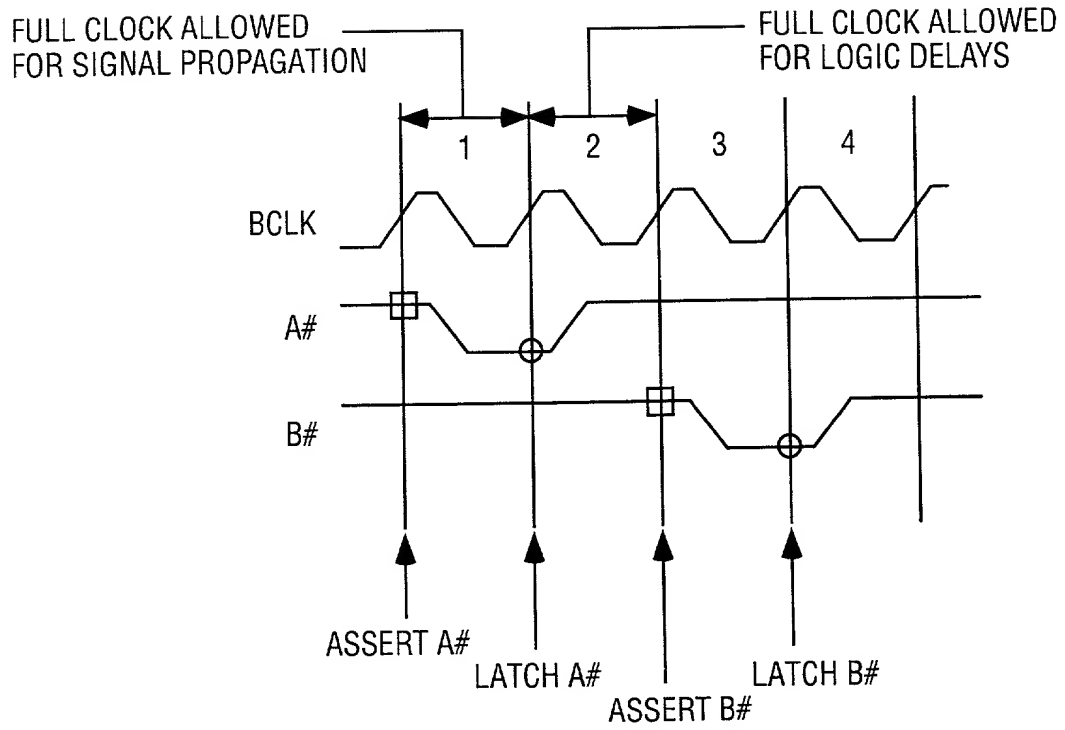 FULL CLOCK ALLOWED
FOR SIGNAL PROPAGATION
FULL CLOCK ALLOWED
FOR LOGIC DELAYS
1
2
3
4
BCLK
A#
B#
ASSERT A#
LATCH A#
ASSERT B#
LATCH B#